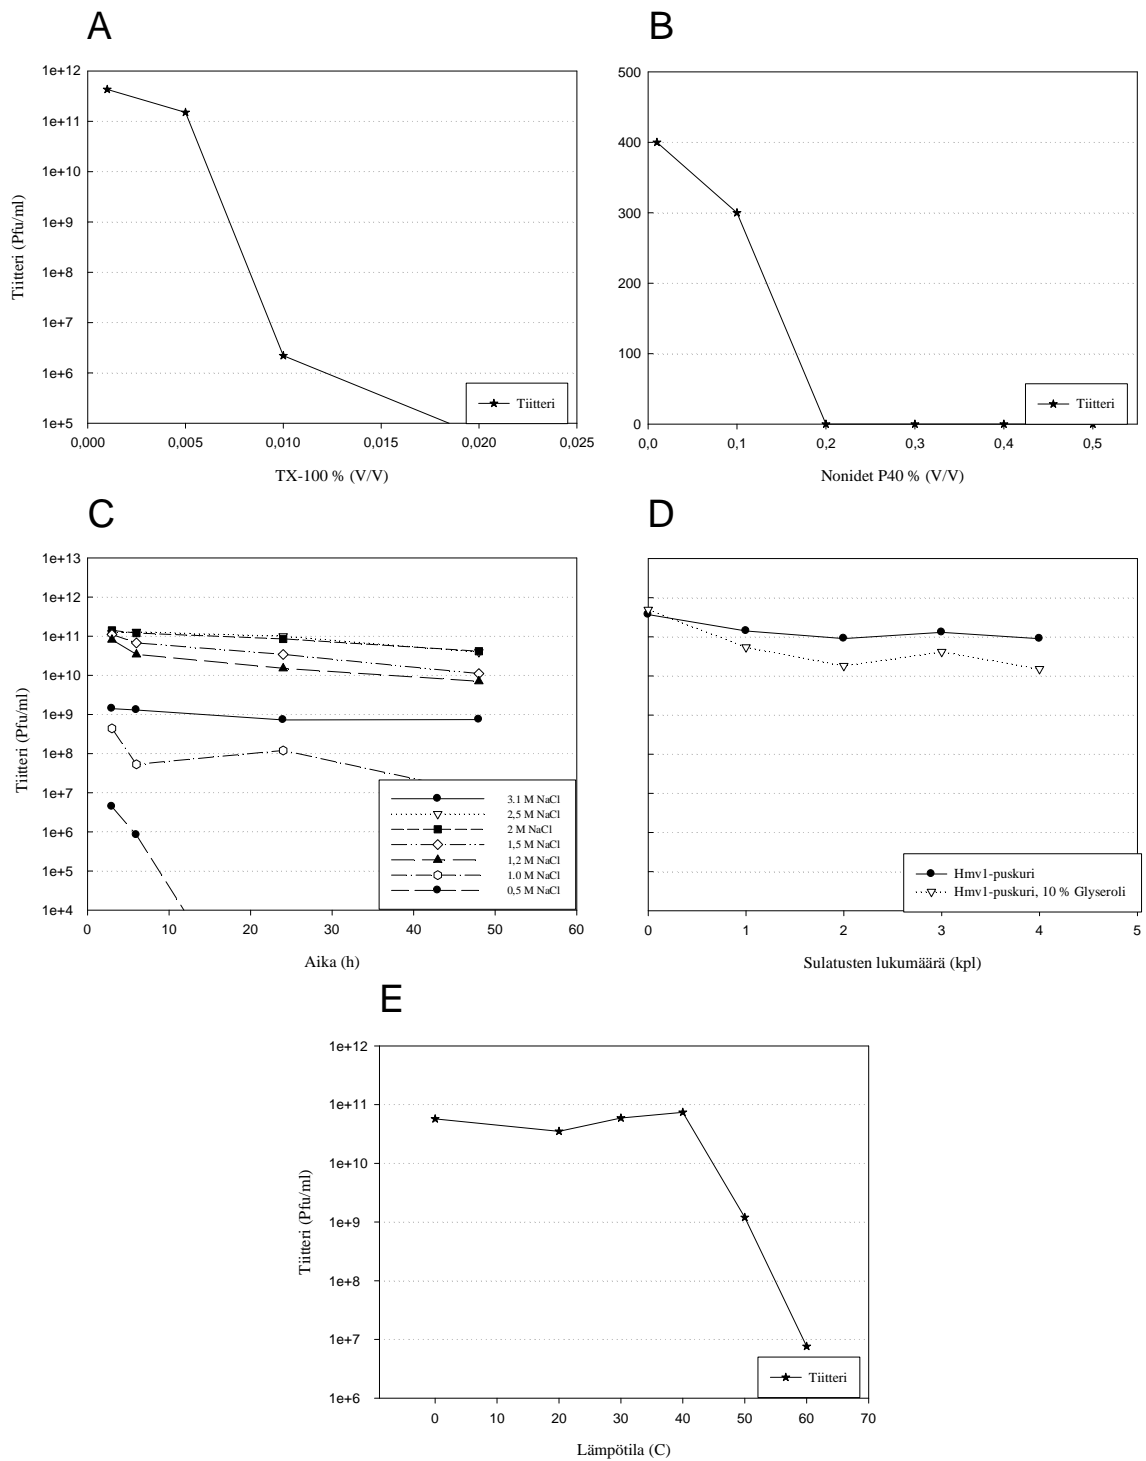 A
Tiitteri (Pfu/ml)
1e+12
1e+11
1e+10
1e+9
1e+8
1e+7
1e+6
1e+5
0,000
0,005
0,010
0,015
0,020
0,025
TX-100 % (V/V)
Tiitteri
B
500
400
300
200
100
0
0,0
0,1
0,2
0,3
0,4
0,5
Nonidet P40 % (V/V)
Tiitteri
C
Tiitteri (Pfu/ml)
1e+13
1e+12
1e+11
1e+10
1e+9
1e+8
1e+7
1e+6
1e+5
1e+4
0
10
20
30
40
50
60
Aika (h)
3.1 M NaCl
2,5 M NaCl
2 M NaCl
1,5 M NaCl
1,2 M NaCl
1.0 M NaCl
0,5 M NaCl
D
0
1
2
3
4
5
Sulatusten lukumäärä (kpl)
Hmv1-puskuri
Hmv1-puskuri, 10 % Glyseroli
E
Tiitteri (Pfu/ml)
1e+12
1e+11
1e+10
1e+9
1e+8
1e+7
1e+6
0
10
20
30
40
50
60
70
Lämpötila (C)
Tiitteri